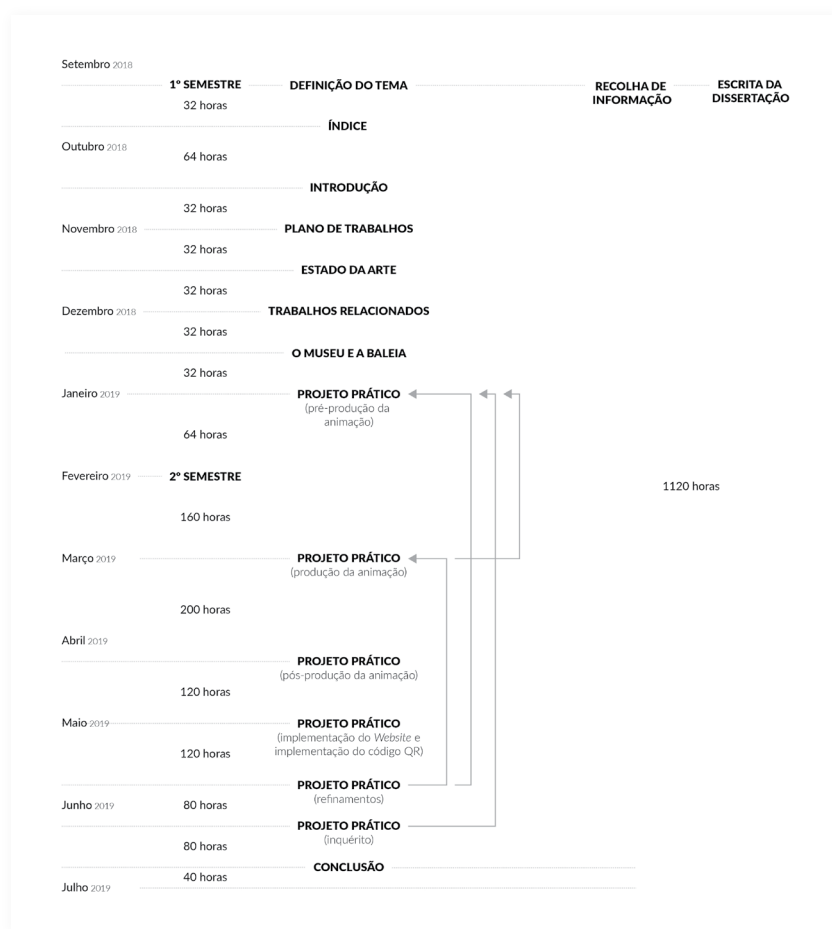 Setembro 2018
1º SEMESTRE DEFINIÇÃO DO TEMA RECOLHA DE INFORMAÇÃO ESCRITA DA DISSERTAÇÃO
32 horas
ÍNDICE
Outubro 2018
64 horas
INTRODUÇÃO
32 horas
Novembro 2018 PLANO DE TRABALHOS
32 horas
ESTADO DA ARTE
32 horas
Dezembro 2018 TRABALHOS RELACIONADOS
32 horas
O MUSEU E A BALEIA
32 horas
Janeiro 2019 PROJETO PRÁTICO
(pré-produção da
animação)
64 horas
Fevereiro 2019 2º SEMESTRE
1120 horas
160 horas
Março 2019 PROJETO PRÁTICO
(produção da animação)
200 horas
Abril 2019
PROJETO PRÁTICO
(pós-produção da animação)
120 horas
Maio 2019 PROJETO PRÁTICO
(implementação do Website e
implementação do código QR)
120 horas
PROJETO PRÁTICO
(refinamentos)
Junho 2019 80 horas
PROJETO PRÁTICO
(inquérito)
80 horas
CONCLUSÃO
40 horas
Julho 2019